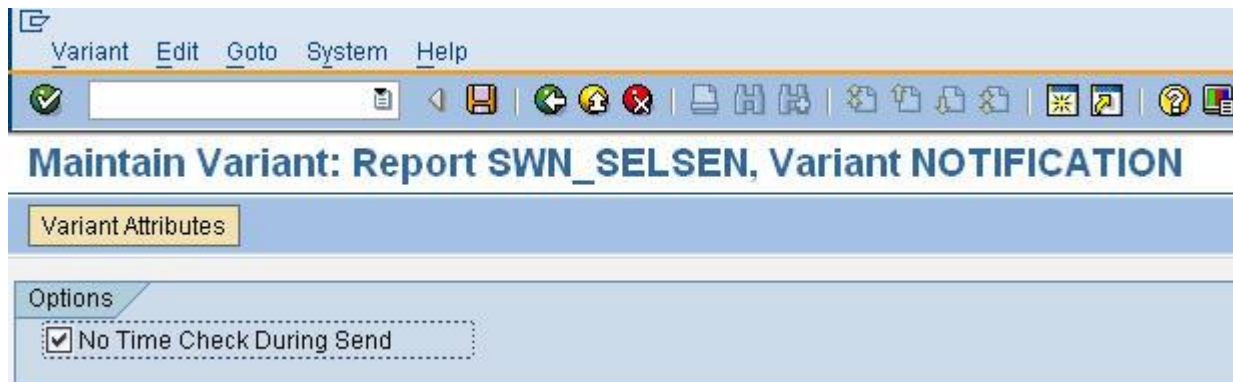 Variant Edit Goto System Help
Maintain Variant: Report SWN_SELSEN, Variant NOTIFICATION
Variant Attributes
Options
No Time Check During Send